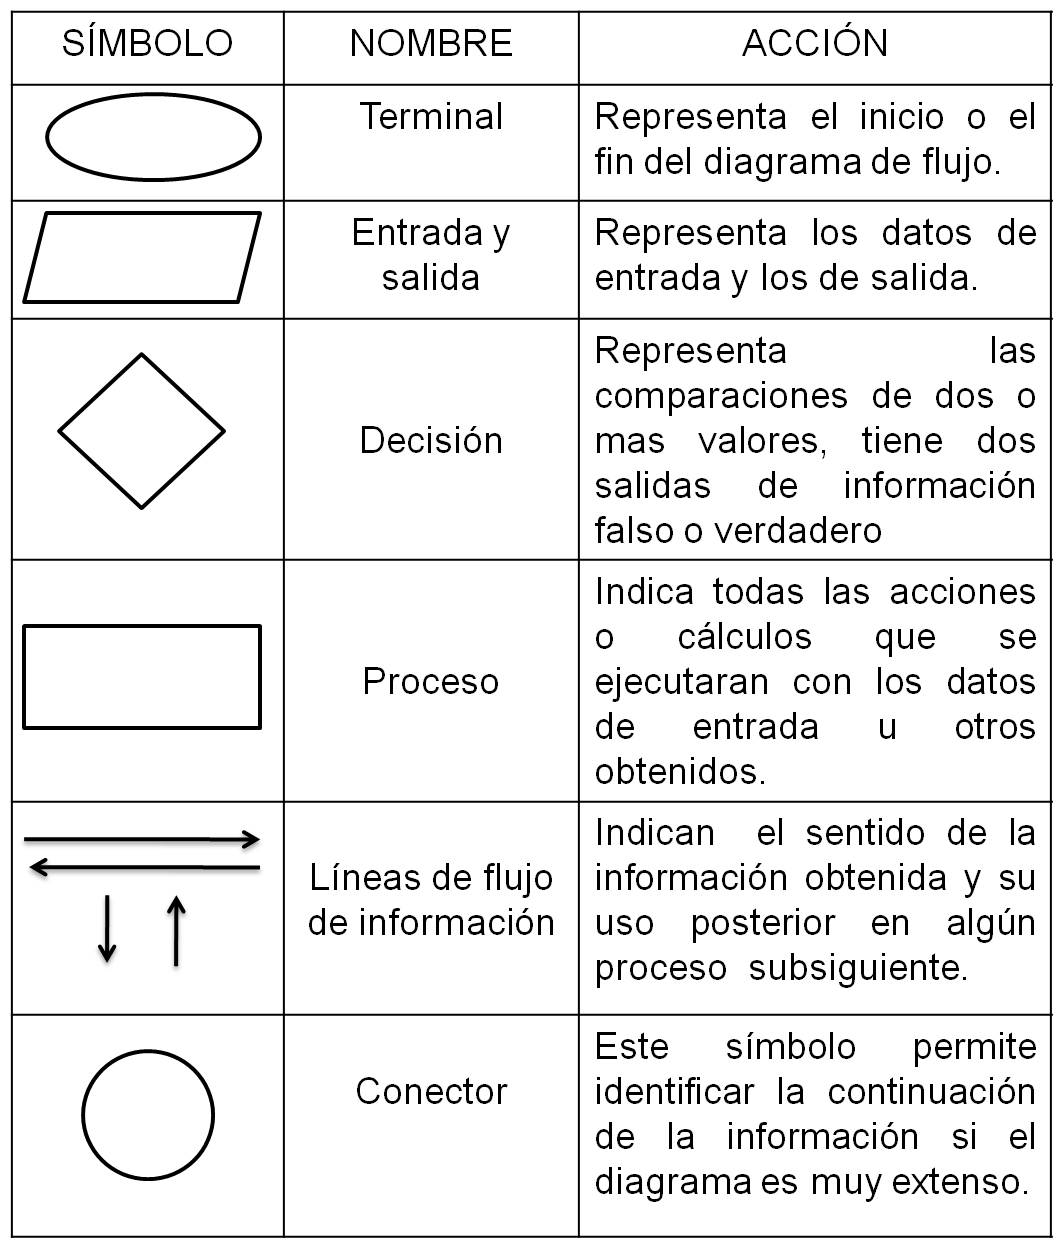 SÍMBOLO
NOMBRE
ACCIÓN
Terminal
Representa el inicio o el
fin del diagrama de flujo.
Entrada y
salida
Representa los datos de
entrada y los de salida.
Decisión
Representa las
comparaciones de dos o
mas valores, tiene dos
salidas de información
falso o verdadero
Proceso
Indica todas las acciones
o cálculos que se
ejecutaran con los datos
de entrada u otros
obtenidos.
Líneas de flujo
de información
Indican el sentido de la
información obtenida y su
uso posterior en algún
proceso subsiguiente.
Conector
Este símbolo permite
identificar la continuación
de la información si el
diagrama es muy extenso.